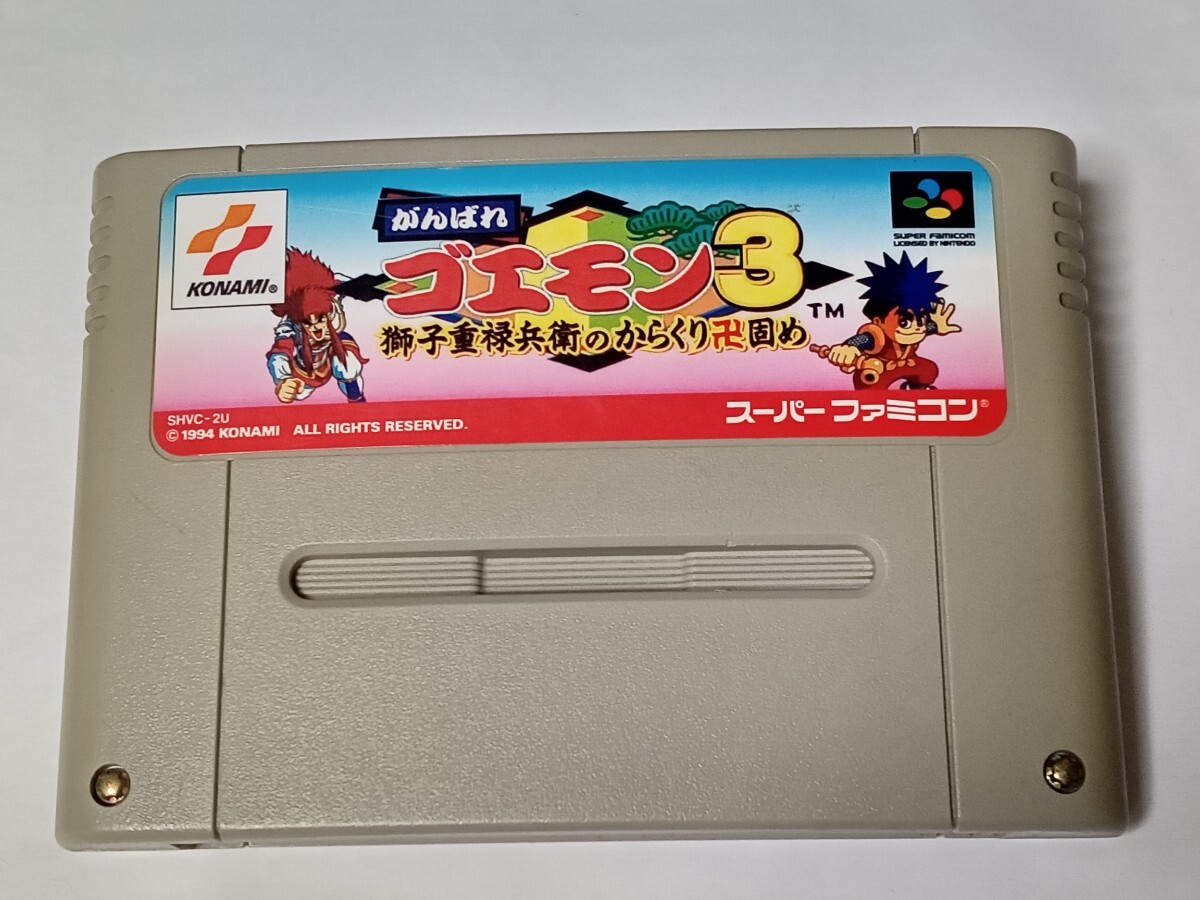 KONAMI®
がんばれ
ゴエモン3
TM
獅子重禄兵衛のからくり卍固め
SUPER FAMICOM
LICENSED BY NINTENDO
SHVC-2U
© 1994 KONAMI ALL RIGHTS RESERVED.
スーパーファミコン®